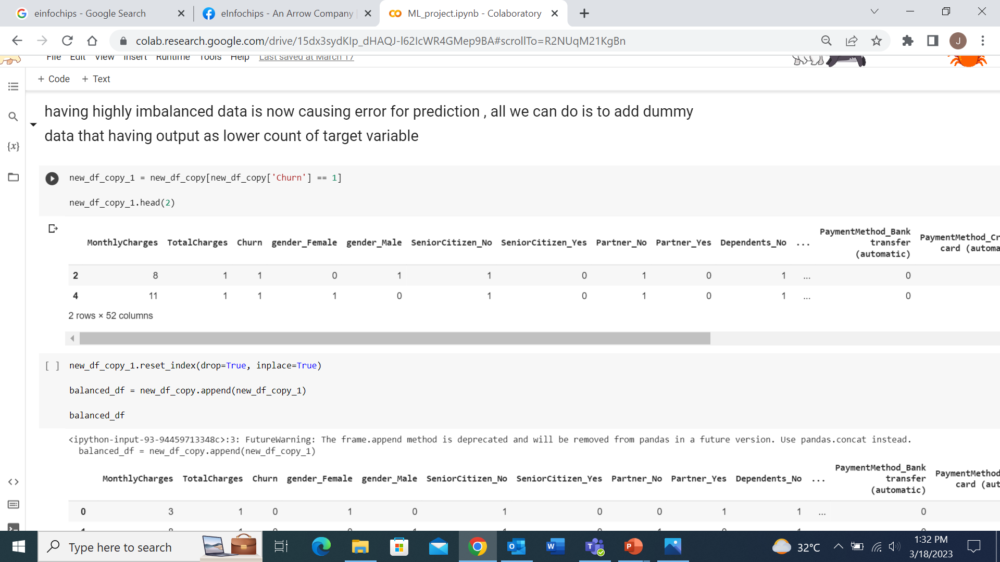 einfochips - Google Search
eInfochips - An Arrow Company
ML_project.ipynb - Colaboratory
colab.research.google.com/drive/15dx3sydKIp_dHAQJ-l62IcWR4GMep9BA#scrollTo=R2NUqM21KgBn
J
File Edit View Insert Runtime Tools Help Last saved at March 17
+ Code + Text
having highly imbalanced data is now causing error for prediction , all we can do is to add dummy
data that having output as lower count of target variable
{x}
new_df_copy_1 = new_df_copy[new_df_copy['Churn'] == 1]
new_df_copy_1.head(2)
PaymentMethod_Bank
MonthlyCharges TotalCharges Churn gender_Female gender_Male SeniorCitizen_No SeniorCitizen_Yes Partner_No Partner_Yes Dependents_No ... transfer PaymentMethod_Cr
(automatic) card (automa
2 8 1 1 0 1 1 0 1 0 1 ... 0
4 11 1 1 1 0 1 0 1 0 1 ... 0
2 rows × 52 columns
[ ] new_df_copy_1.reset_index(drop=True, inplace=True)
balanced_df = new_df_copy.append(new_df_copy_1)
balanced_df
<ipython-input-93-94459713348c>:3: FutureWarning: The frame.append method is deprecated and will be removed from pandas in a future version. Use pandas.concat instead.
balanced_df = new_df_copy.append(new_df_copy_1)
PaymentMethod_Bank
MonthlyCharges TotalCharges Churn gender_Female gender_Male SeniorCitizen_No SeniorCitizen_Yes Partner_No Partner_Yes Dependents_No ... transfer PaymentMethod
(automatic) card (aut
0 3 1 0 1 0 1 0 0 1 1 ... 0
Type here to search
32°C
1:32 PM
3/18/2023